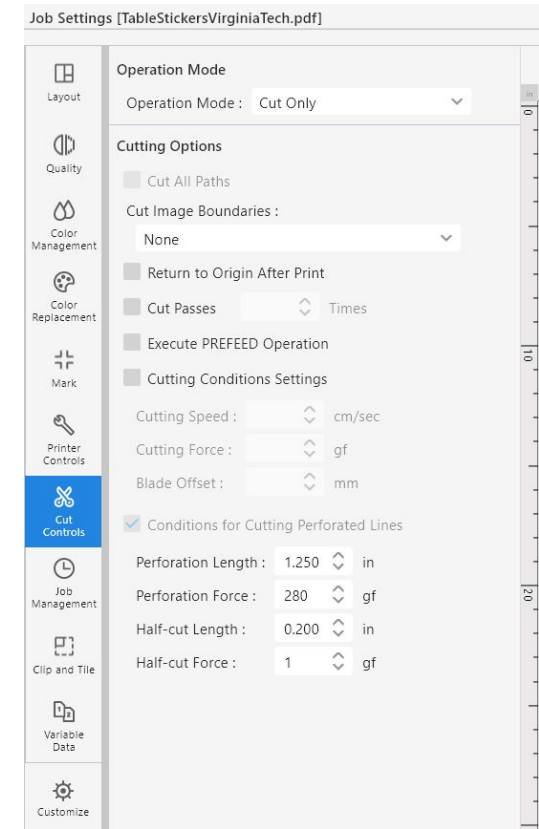 Job Settings [TableStickersVirginiaTech.pdf]
Layout
Quality
Color
Management
Color
Replacement
Mark
Printer
Controls
Cut
Controls
Job
Management
Clip and Tile
Variable
Data
Customize
Operation Mode
Operation Mode : Cut Only
Cutting Options
Cut All Paths
Cut Image Boundaries :
None
Return to Origin After Print
Cut Passes Times
Execute PREFEED Operation
Cutting Conditions Settings
Cutting Speed : cm/sec
Cutting Force : gf
Blade Offset : mm
Conditions for Cutting Perforated Lines
Perforation Length : 1.250 in
Perforation Force : 280 gf
Half-cut Length : 0.200 in
Half-cut Force : 1 gf
in
0
10
20